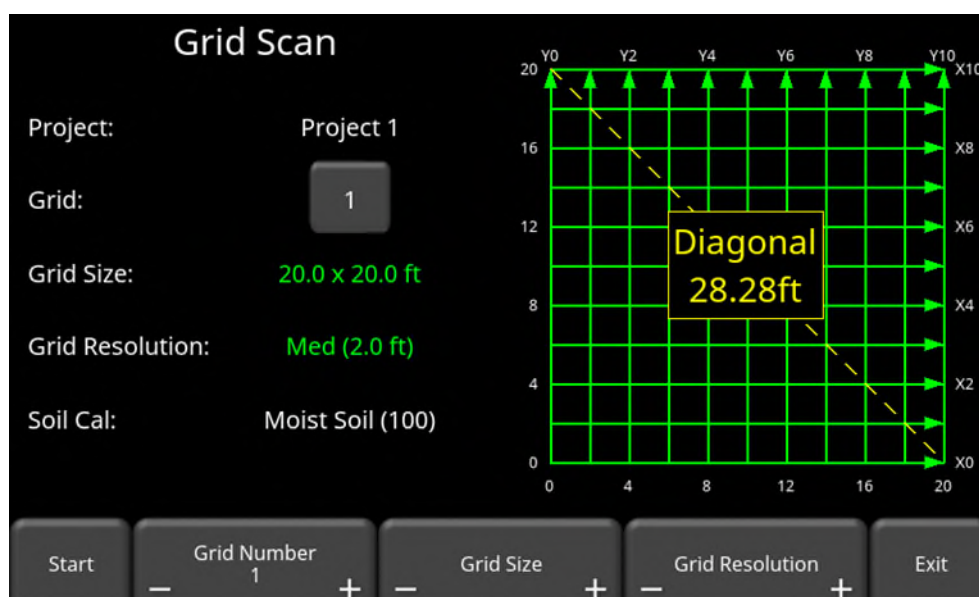 Grid Scan
Project: Project 1
Grid: 1
Grid Size: 20.0 x 20.0 ft
Grid Resolution: Med (2.0 ft)
Soil Cal: Moist Soil (100)
Y0 Y2 Y4 Y6 Y8 Y10
20 X10
16 X8
12 X6
Diagonal
28.28ft
8 X4
4 X2
0 X0
0 4 8 12 16 20
Start
Grid Number
1
− +
Grid Size
− +
Grid Resolution
− +
Exit